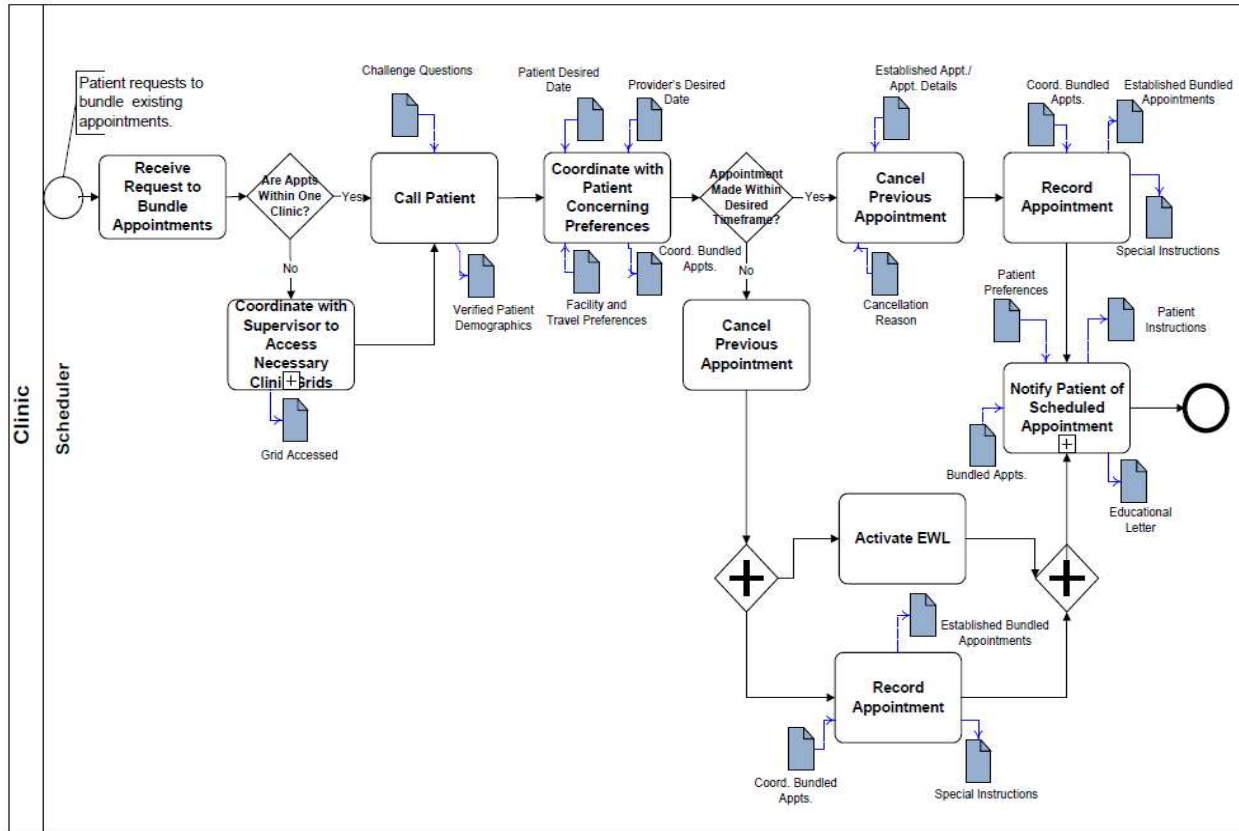 Clinic
Scheduler
Patient requests to
bundle existing
appointments.
Receive
Request to
Bundle
Appointments
Are Appts
Within One
Clinic?
Yes
No
Coordinate with
Supervisor to
Access
Necessary
Clinic Grids
Grid Accessed
Challenge Questions
Call Patient
Verified Patient
Demographics
Patient Desired
Date
Provider's Desired
Date
Coordinate with
Patient
Concerning
Preferences
Facility and
Travel Preferences
Coord. Bundled
Appts.
Appointment
Made Within
Desired
Timeframe?
Yes
No
Established Appt./
Appt. Details
Cancel
Previous
Appointment
Cancellation
Reason
Coord. Bundled
Appts.
Established Bundled
Appointments
Record
Appointment
Special Instructions
Cancel
Previous
Appointment
Patient
Preferences
Patient
Instructions
Notify Patient of
Scheduled
Appointment
Bundled Appts.
Educational
Letter
Activate EWL
Established Bundled
Appointments
Record
Appointment
Coord. Bundled
Appts.
Special Instructions